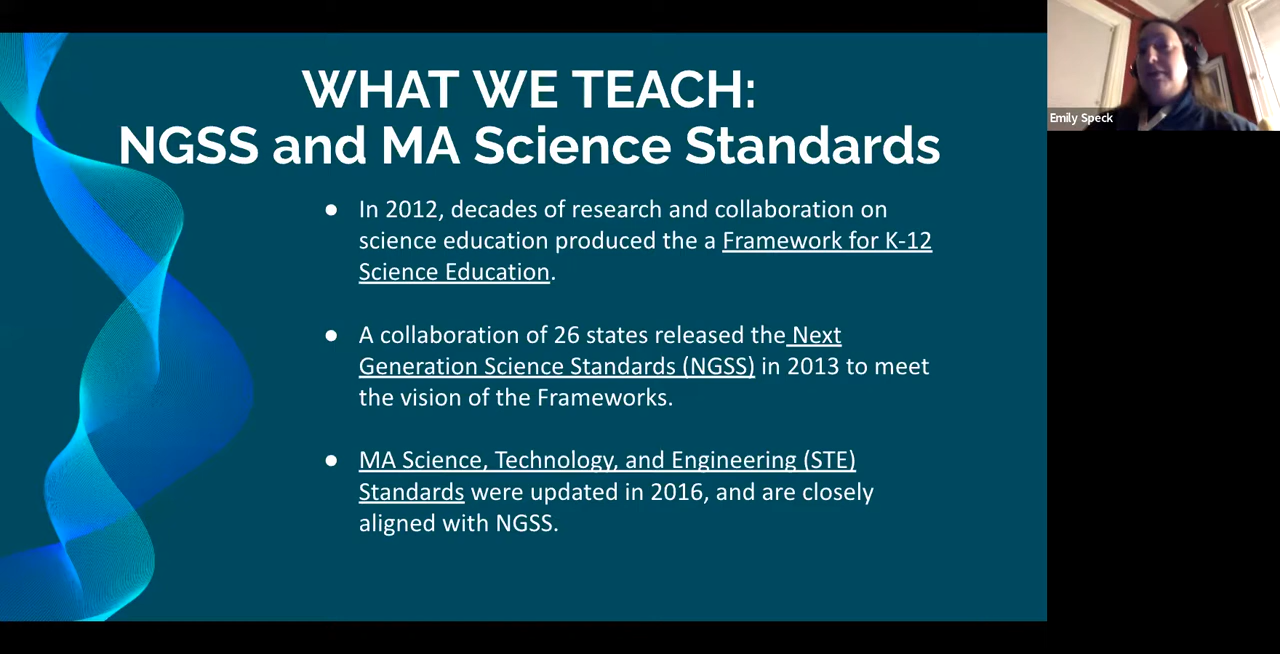 WHAT WE TEACH:
NGSS and MA Science Standards
● In 2012, decades of research and collaboration on
science education produced the a Framework for K-12
Science Education.
● A collaboration of 26 states released the Next
Generation Science Standards (NGSS) in 2013 to meet
the vision of the Frameworks.
● MA Science, Technology, and Engineering (STE)
Standards were updated in 2016, and are closely
aligned with NGSS.
Emily Speck